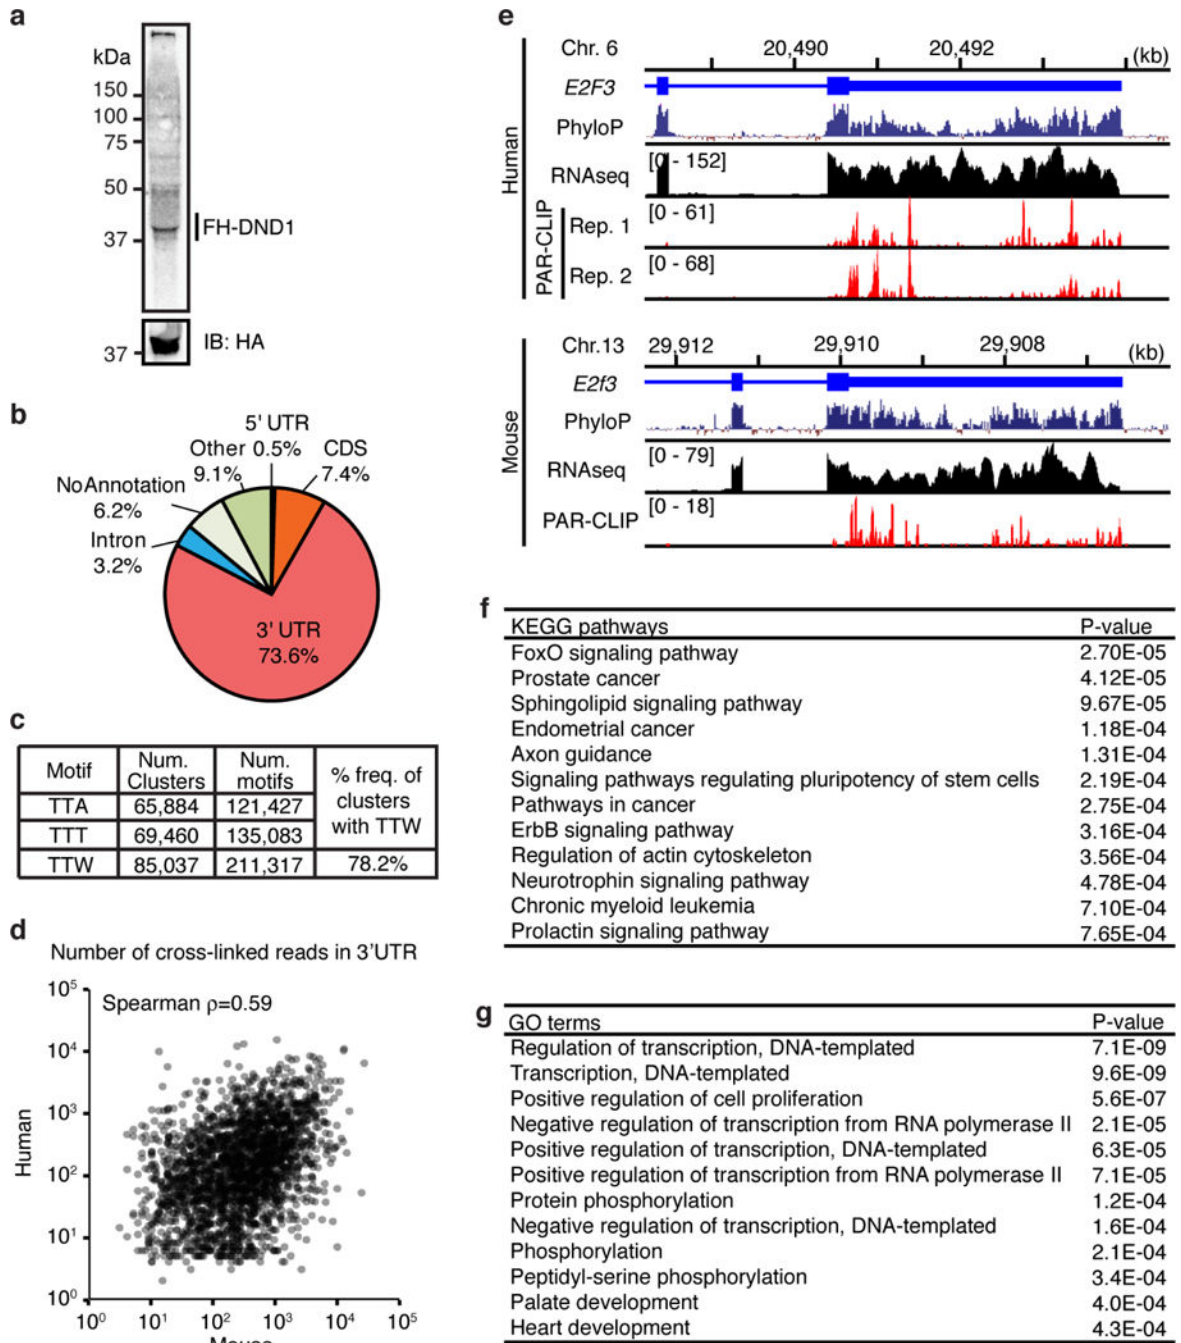 a
kDa
150
100
75
50
37
FH-DND1
37
IB: HA
b
5' UTR
Other 0.5% CDS
9.1% 7.4%
NoAnnotation
6.2%
Intron
3.2%
3' UTR
73.6%
c
Motif Num. Clusters Num. motifs % freq. of clusters with TTW
TTA 65,884 121,427
TTT 69,460 135,083
TTW 85,037 211,317 78.2%
d
Number of cross-linked reads in 3'UTR
Spearman ρ=0.59
10^5
10^4
10^3
10^2
10^1
10^0
Human
10^0 10^1 10^2 10^3 10^4 10^5
Mouse
e
Human
Chr. 6 20,490 20,492 (kb)
E2F3
PhyloP
RNAseq [0 - 152]
PAR-CLIP
Rep. 1 [0 - 61]
Rep. 2 [0 - 68]
Mouse
Chr.13 29,912 29,910 29,908 (kb)
E2f3
PhyloP
RNAseq [0 - 79]
PAR-CLIP [0 - 18]
f
KEGG pathways P-value
FoxO signaling pathway 2.70E-05
Prostate cancer 4.12E-05
Sphingolipid signaling pathway 9.67E-05
Endometrial cancer 1.18E-04
Axon guidance 1.31E-04
Signaling pathways regulating pluripotency of stem cells 2.19E-04
Pathways in cancer 2.75E-04
ErbB signaling pathway 3.16E-04
Regulation of actin cytoskeleton 3.56E-04
Neurotrophin signaling pathway 4.78E-04
Chronic myeloid leukemia 7.10E-04
Prolactin signaling pathway 7.65E-04
g
GO terms P-value
Regulation of transcription, DNA-templated 7.1E-09
Transcription, DNA-templated 9.6E-09
Positive regulation of cell proliferation 5.6E-07
Negative regulation of transcription from RNA polymerase II 2.1E-05
Positive regulation of transcription, DNA-templated 6.3E-05
Positive regulation of transcription from RNA polymerase II 7.1E-05
Protein phosphorylation 1.2E-04
Negative regulation of transcription, DNA-templated 1.6E-04
Phosphorylation 2.1E-04
Peptidyl-serine phosphorylation 3.4E-04
Palate development 4.0E-04
Heart development 4.3E-04